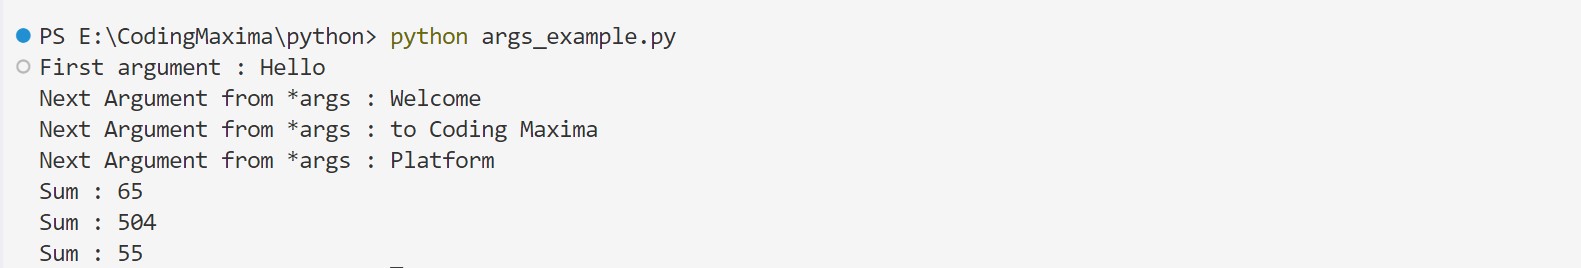 PS E:\CodingMaxima\python> python args_example.py
First argument : Hello
Next Argument from *args : Welcome
Next Argument from *args : to Coding Maxima
Next Argument from *args : Platform
Sum : 65
Sum : 504
Sum : 55